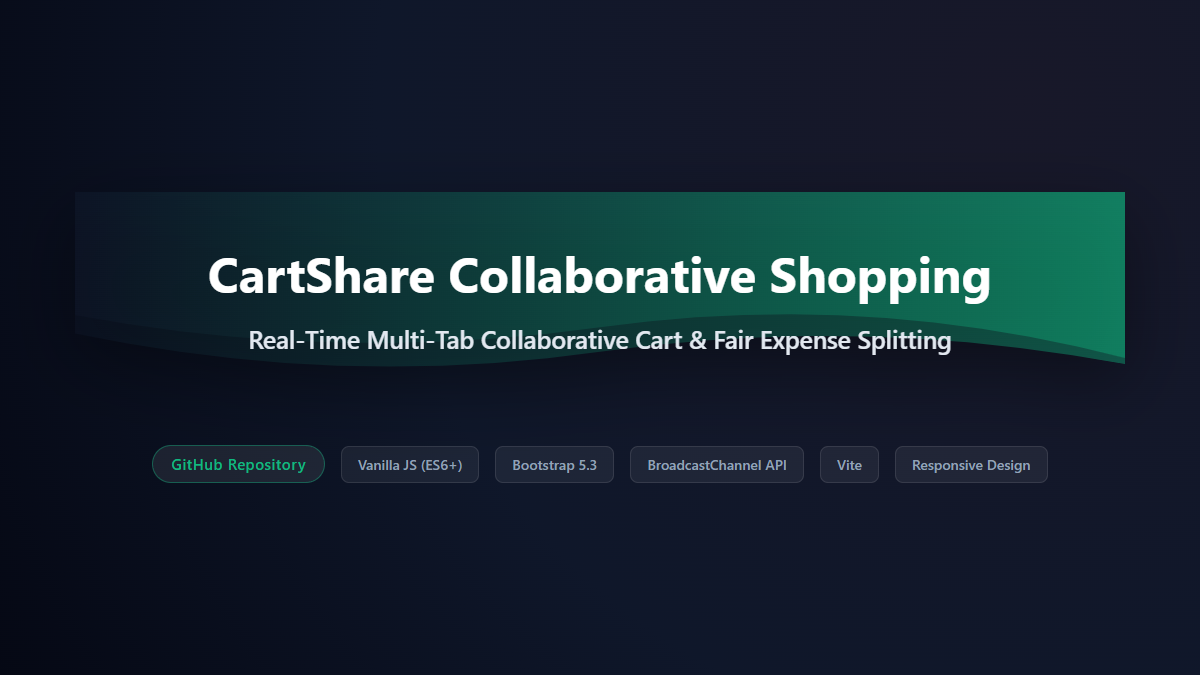 CartShare Collaborative Shopping
Real-Time Multi-Tab Collaborative Cart & Fair Expense Splitting
GitHub Repository
Vanilla JS (ES6+)
Bootstrap 5.3
BroadcastChannel API
Vite
Responsive Design